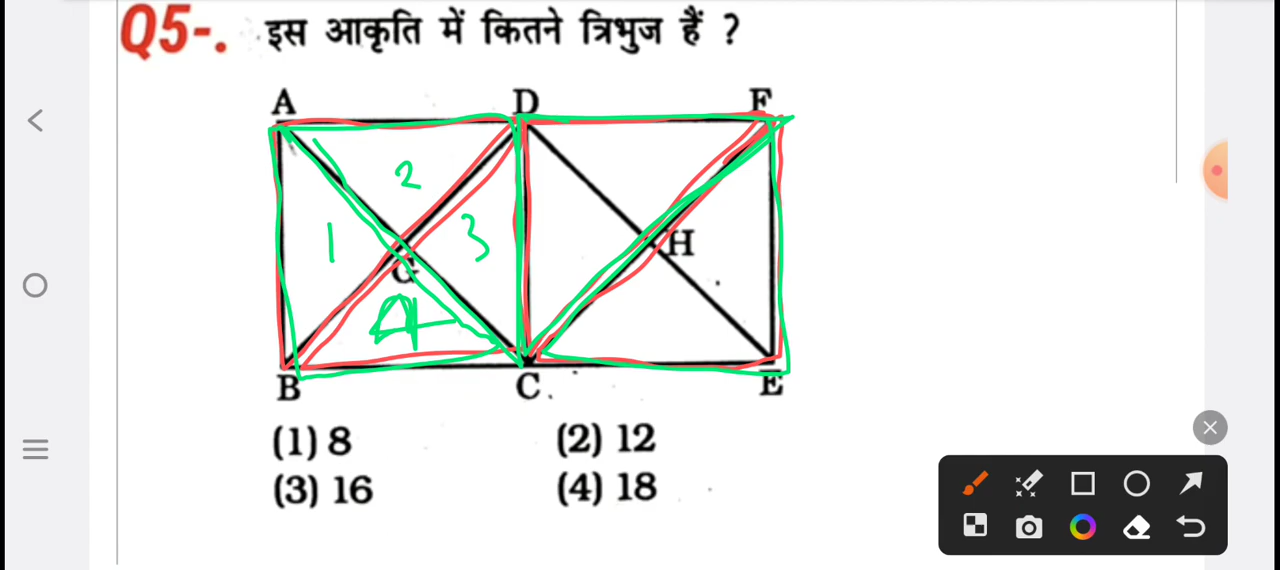 Q5-. इस आकृति में कितने त्रिभुज हैं ?
A D F
2
1 3 H
G
4
B C. E
(1) 8 (2) 12
(3) 16 (4) 18